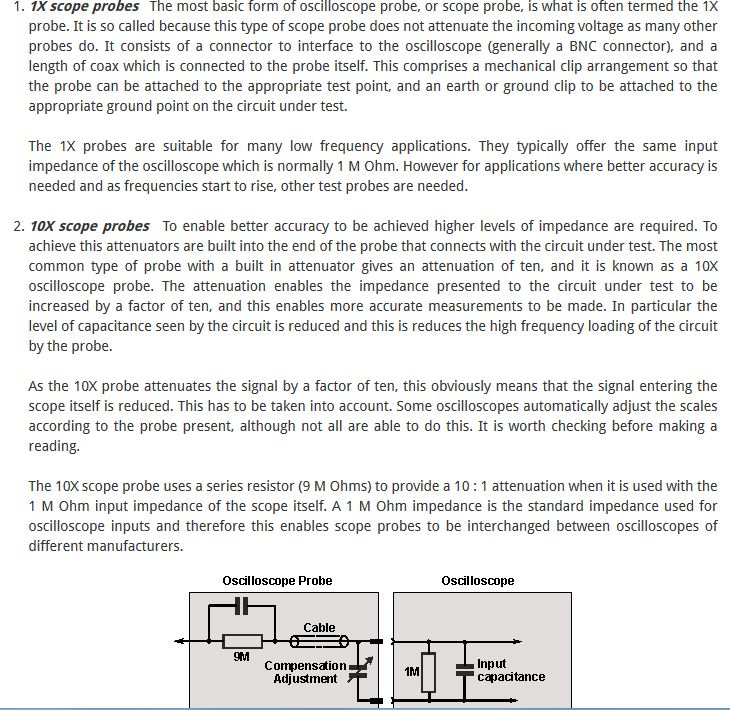 1. 1X scope probes The most basic form of oscilloscope probe, or scope probe, is what is often termed the 1X
probe. It is so called because this type of scope probe does not attenuate the incoming voltage as many other
probes do. It consists of a connector to interface to the oscilloscope (generally a BNC connector), and a
length of coax which is connected to the probe itself. This comprises a mechanical clip arrangement so that
the probe can be attached to the appropriate test point, and an earth or ground clip to be attached to the
appropriate ground point on the circuit under test.
The 1X probes are suitable for many low frequency applications. They typically offer the same input
impedance of the oscilloscope which is normally 1 M Ohm. However for applications where better accuracy is
needed and as frequencies start to rise, other test probes are needed.
2. 10X scope probes To enable better accuracy to be achieved higher levels of impedance are required. To
achieve this attenuators are built into the end of the probe that connects with the circuit under test. The most
common type of probe with a built in attenuator gives an attenuation of ten, and it is known as a 10X
oscilloscope probe. The attenuation enables the impedance presented to the circuit under test to be
increased by a factor of ten, and this enables more accurate measurements to be made. In particular the
level of capacitance seen by the circuit is reduced and this is reduces the high frequency loading of the circuit
by the probe.
As the 10X probe attenuates the signal by a factor of ten, this obviously means that the signal entering the
scope itself is reduced. This has to be taken into account. Some oscilloscopes automatically adjust the scales
according to the probe present, although not all are able to do this. It is worth checking before making a
reading.
The 10X scope probe uses a series resistor (9 M Ohms) to provide a 10 : 1 attenuation when it is used with the
1 M Ohm input impedance of the scope itself. A 1 M Ohm impedance is the standard impedance used for
oscilloscope inputs and therefore this enables scope probes to be interchanged between oscilloscopes of
different manufacturers.
Oscilloscope Probe
Oscilloscope
Cable
9M
Compensation
Adjustment
1M
Input
capacitance